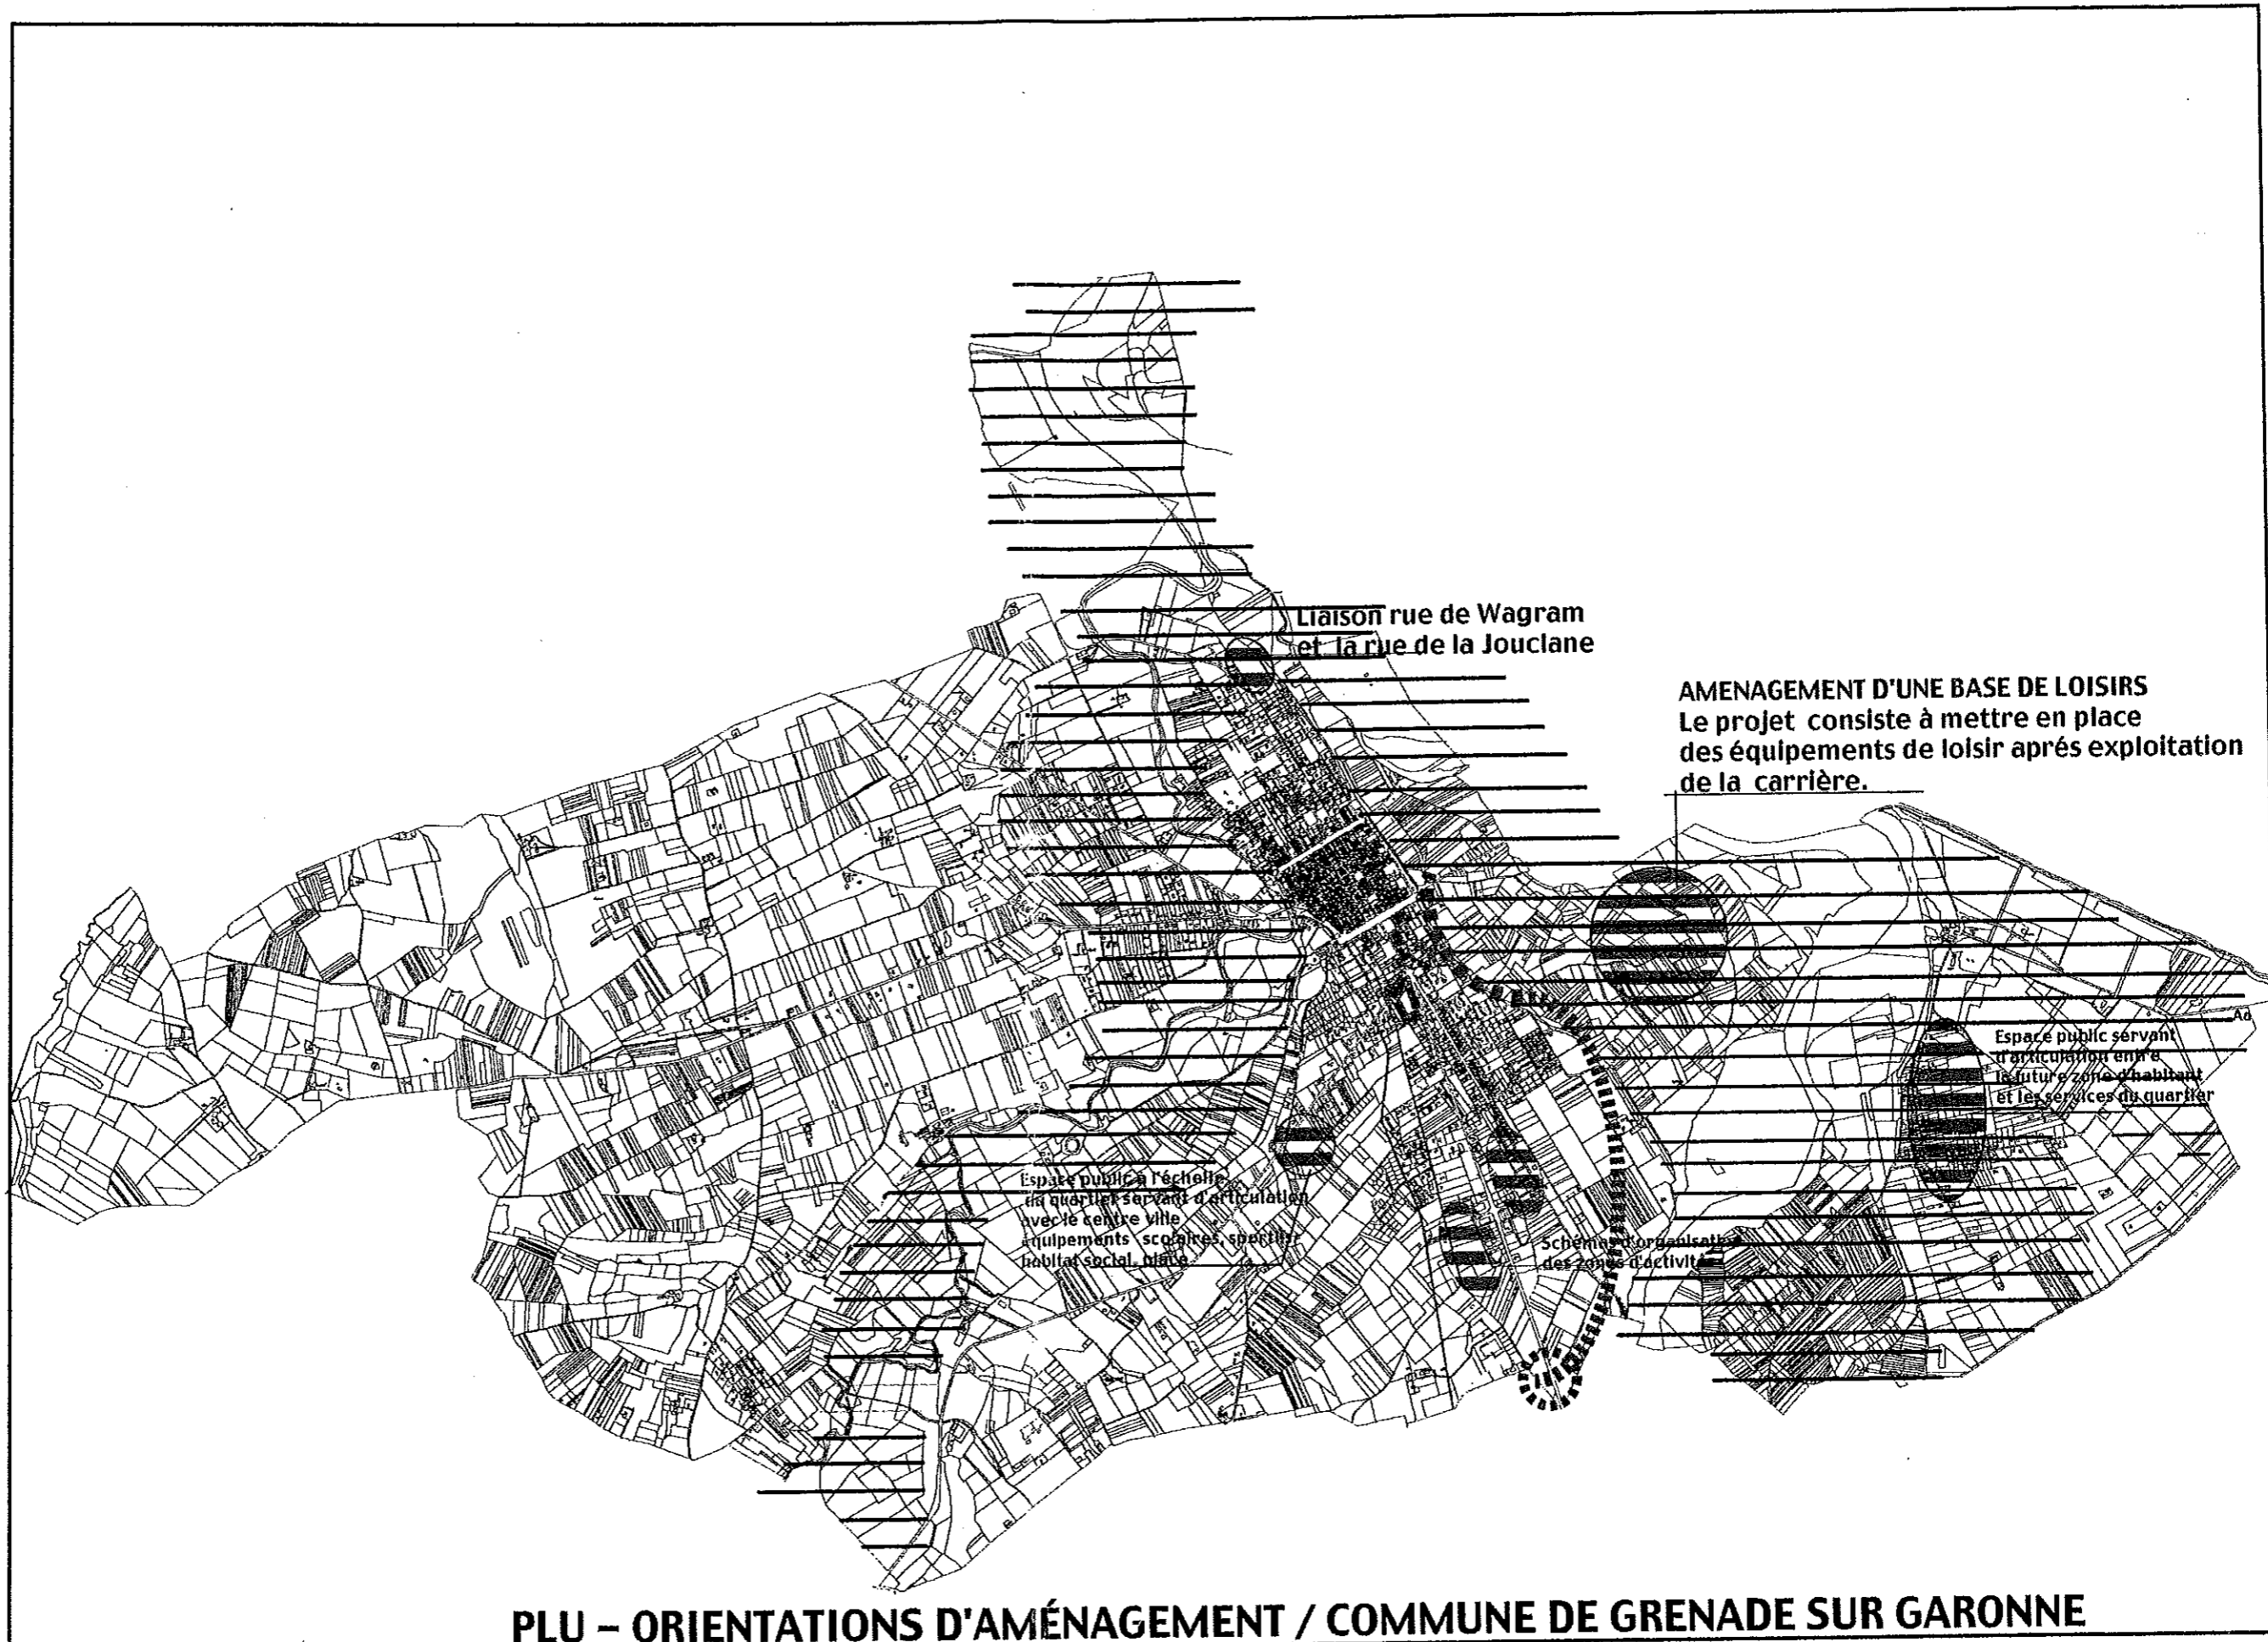 Liaison rue de Wagram
et la rue de la Jouclane
AMENAGEMENT D'UNE BASE DE LOISIRS
Le projet consiste à mettre en place
des équipements de loisir aprés exploitation
de la carrière.
Espace public servant
d'articulation entre
la future zone d'habitant
et les services du quartier
Espace public à l'échelle
du quartier servant d'articulation
avec le centre ville
équipements scolaires, sportifs
habitat social, place
Schémas d'organisation
des zones d'activité
PLU – ORIENTATIONS D'AMÉNAGEMENT / COMMUNE DE GRENADE SUR GARONNE